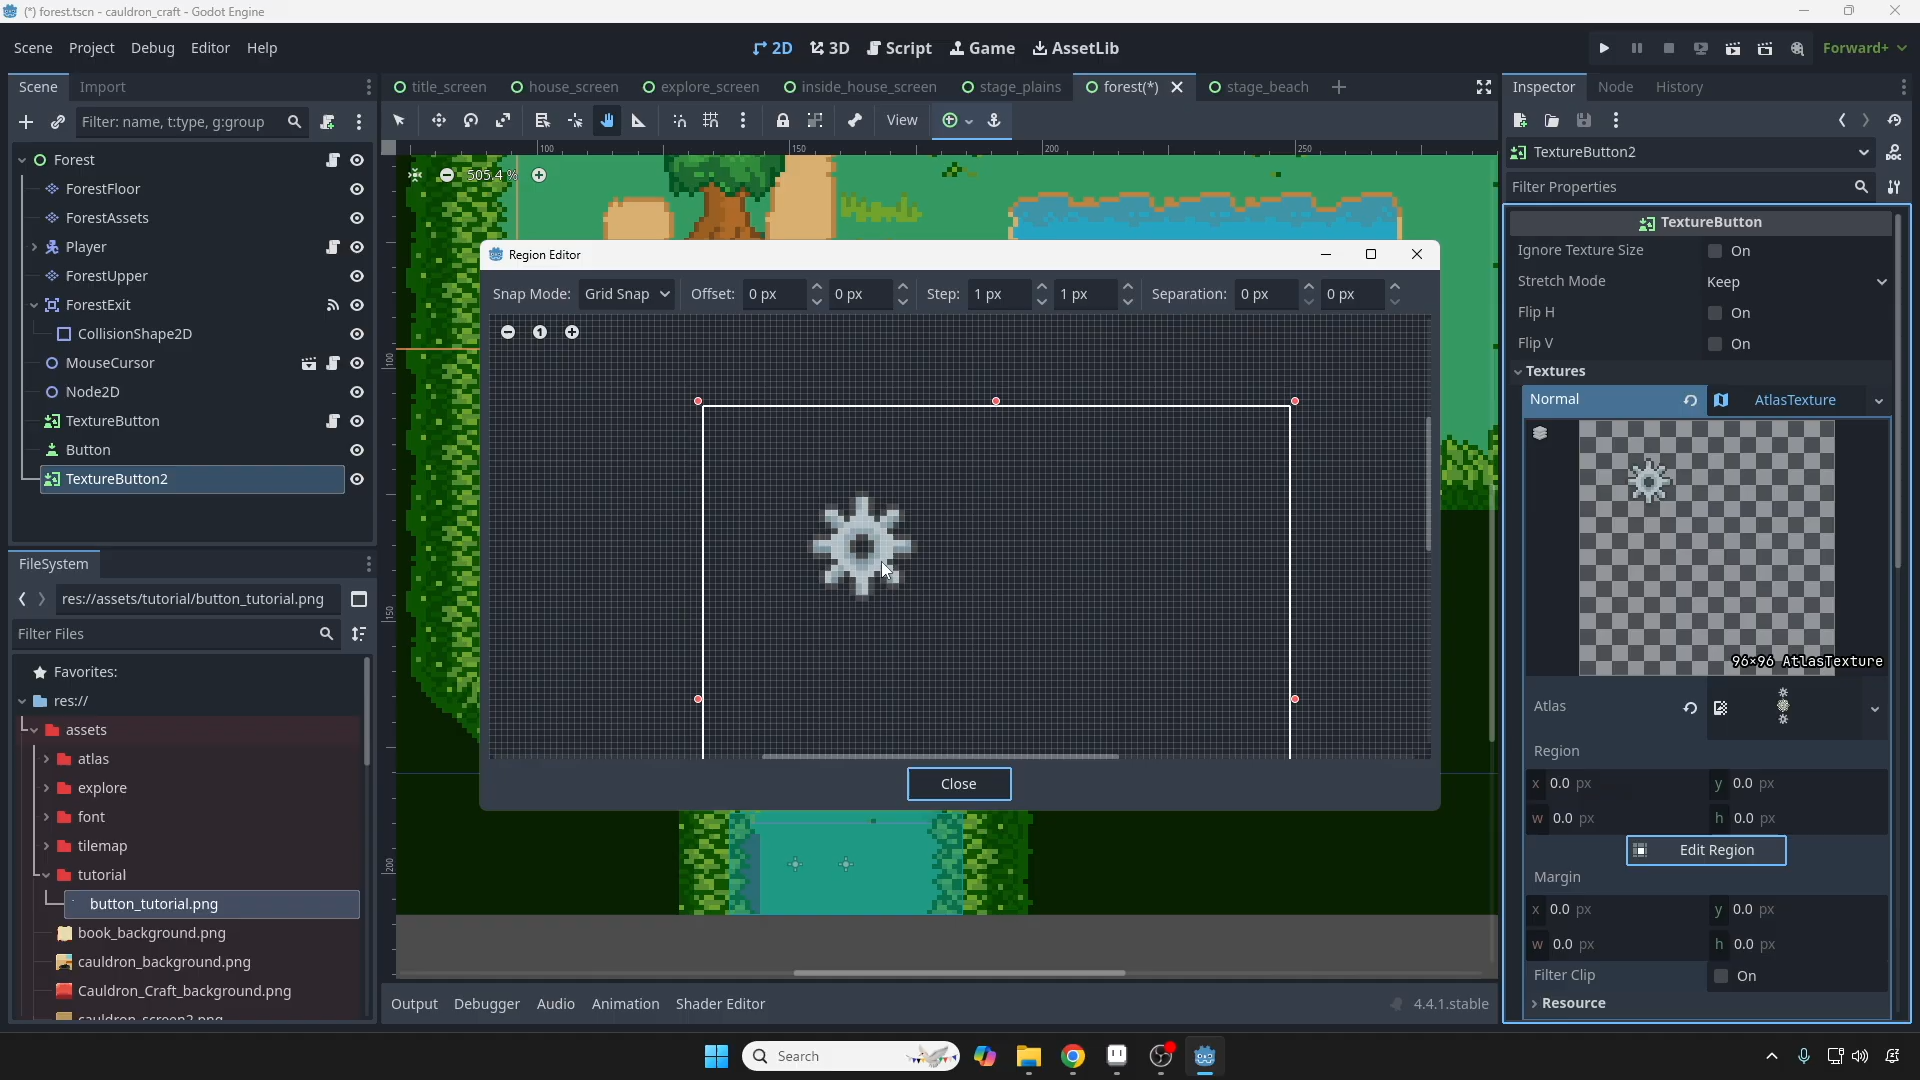 (*) forest.tscn - cauldron_craft - Godot Engine
Scene Project Debug Editor Help
2D 3D Script Game AssetLib
Forward+
Scene Import
title_screen house_screen explore_screen inside_house_screen stage_plains forest(*) stage_beach
Inspector Node History
Filter: name, t:type, g:group
View
Forest
ForestFloor
ForestAssets
Player
ForestUpper
ForestExit
CollisionShape2D
MouseCursor
Node2D
TextureButton
Button
TextureButton2
100 150 200 250
505.4 %
100
150
200
Region Editor
Snap Mode: Grid Snap Offset: 0 px 0 px Step: 1 px 1 px Separation: 0 px 0 px
Close
TextureButton2
Filter Properties
TextureButton
Ignore Texture Size On
Stretch Mode Keep
Flip H On
Flip V On
Textures
Normal AtlasTexture
96×96 AtlasTexture
Atlas
Region
x 0.0 px y 0.0 px
w 0.0 px h 0.0 px
Edit Region
Margin
x 0.0 px y 0.0 px
w 0.0 px h 0.0 px
Filter Clip On
Resource
FileSystem
res://assets/tutorial/button_tutorial.png
Filter Files
Favorites:
res://
assets
atlas
explore
font
tilemap
tutorial
button_tutorial.png
book_background.png
cauldron_background.png
Cauldron_Craft_background.png
cauldron_screen2.png
Output Debugger Audio Animation Shader Editor
4.4.1.stable
Search